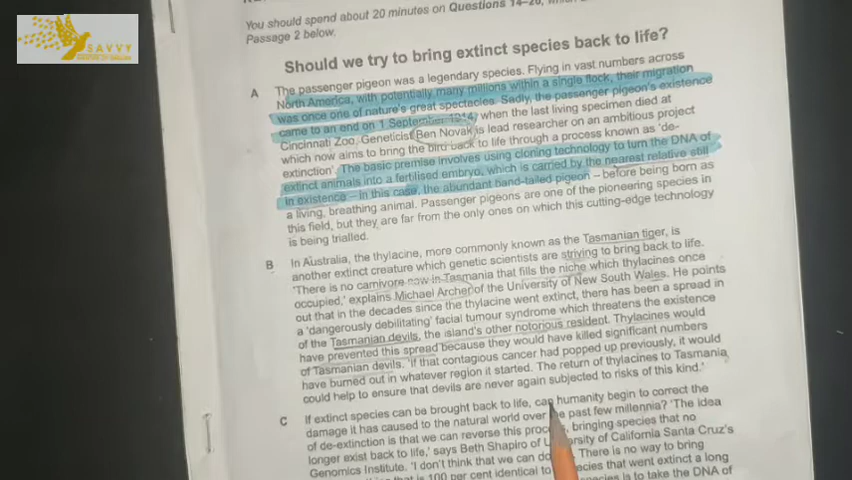 SAVVY
You should spend about 20 minutes on Questions 14–26, which
Passage 2 below.
Should we try to bring extinct species back to life?
A The passenger pigeon was a legendary species. Flying in vast numbers across
North America, with potentially many millions within a single flock, their migration
was once one of nature's great spectacles. Sadly, the passenger pigeon's existence
came to an end on 1 September 1914, when the last living specimen died at
Cincinnati Zoo. Geneticist Ben Novak is lead researcher on an ambitious project
which now aims to bring the bird back to life through a process known as 'de-
extinction'. The basic premise involves using cloning technology to turn the DNA of
extinct animals into a fertilised embryo, which is carried by the nearest relative still
in existence – in this case, the abundant band-tailed pigeon – before being born as
a living, breathing animal. Passenger pigeons are one of the pioneering species in
this field, but they are far from the only ones on which this cutting-edge technology
is being trialled.
B In Australia, the thylacine, more commonly known as the Tasmanian tiger, is
another extinct creature which genetic scientists are striving to bring back to life.
'There is no carnivore now in Tasmania that fills the niche which thylacines once
occupied,' explains Michael Archer of the University of New South Wales. He points
out that in the decades since the thylacine went extinct, there has been a spread in
a 'dangerously debilitating' facial tumour syndrome which threatens the existence
of the Tasmanian devils, the island's other notorious resident. Thylacines would
have prevented this spread because they would have killed significant numbers
of Tasmanian devils. 'If that contagious cancer had popped up previously, it would
have burned out in whatever region it started. The return of thylacines to Tasmania
could help to ensure that devils are never again subjected to risks of this kind.'
C If extinct species can be brought back to life, can humanity begin to correct the
damage it has caused to the natural world over the past few millennia? 'The idea
of de-extinction is that we can reverse this bringing species that no
longer exist back to life,' says Beth Shapiro of University of California Santa Cruz's
Genomics Institute. 'I don't think that we can There is no way to bring
that is 100 per cent identical to species that went extinct a long
is to take the DNA of